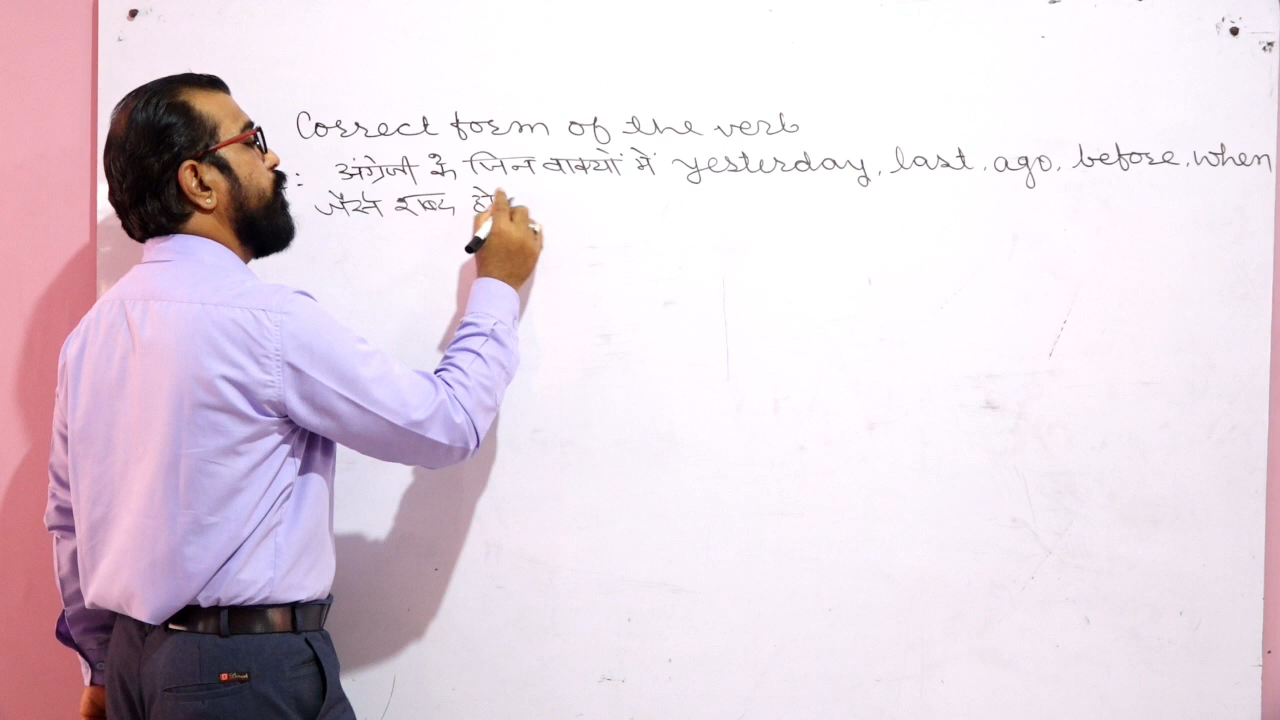 Correct form of the verb
: अंग्रेजी के जिन वाक्यों में yesterday, last, ago, before, when
जैसे शब्द हो